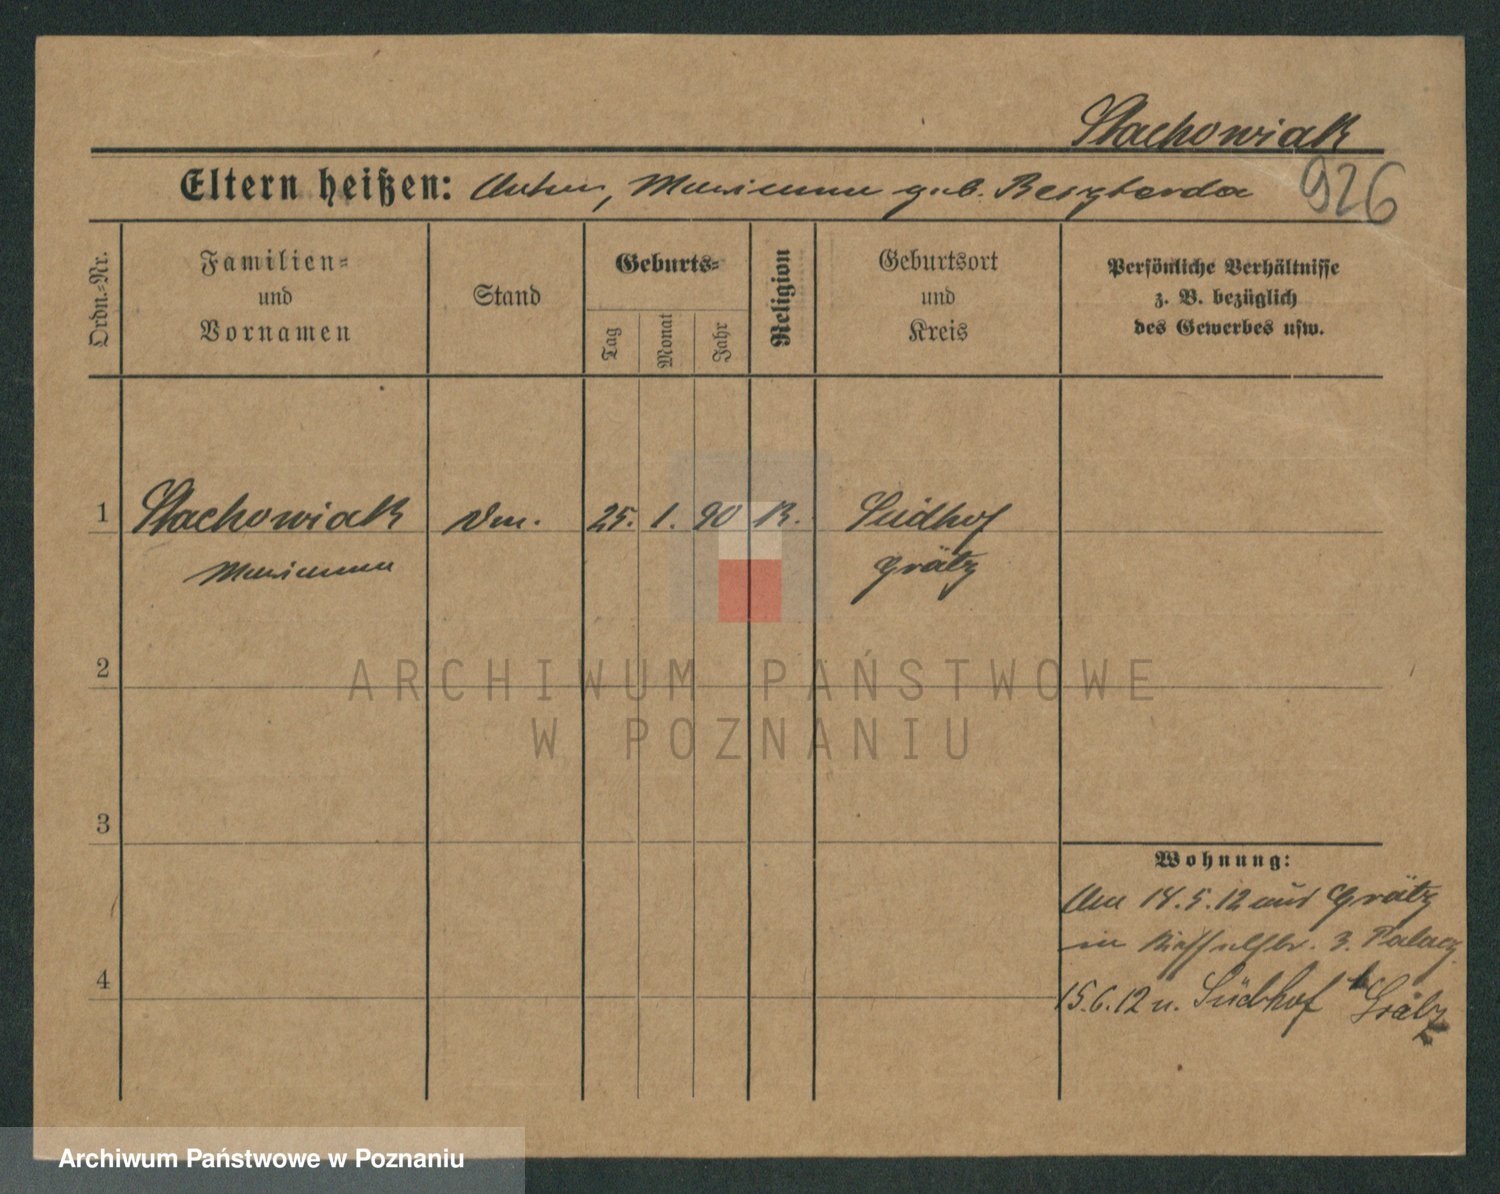 Stachowiak
Eltern heißen: Anton, Marianna geb. Beszterda 926
Ordn.-Nr.
Familien-
und
Vornamen
Stand
Geburts-
Tag
Monat
Jahr
Religion
Geburtsort
und
Kreis
Persönliche Verhältnisse
z. B. bezüglich
des Gewerbes usw.
1 Stachowiak 25. 1. 90 K. Südhof
Marianna Grätz
2
3
4
Wohnung:
Am 14.5.12 aus Grätz
in 3. Palacz
15.6.12 n. Südhof Grätz
ARCHIWUM PAŃSTWOWE
W POZNANIU
Archiwum Państwowe w Poznaniu